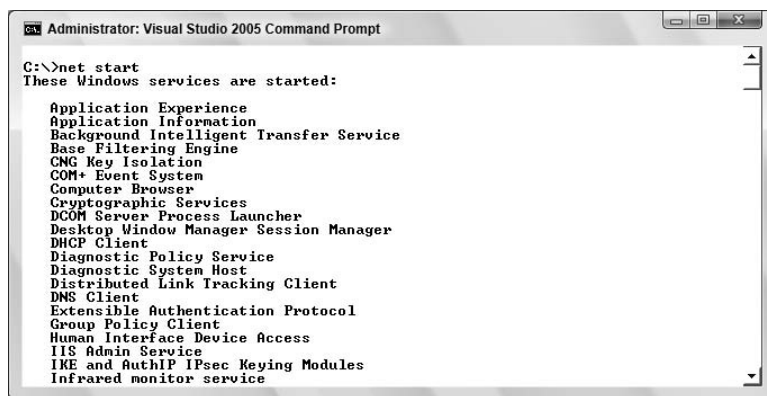 Administrator: Visual Studio 2005 Command Prompt
C:\>net start
These Windows services are started:
Application Experience
Application Information
Background Intelligent Transfer Service
Base Filtering Engine
CNG Key Isolation
COM+ Event System
Computer Browser
Cryptographic Services
DCOM Server Process Launcher
Desktop Window Manager Session Manager
DHCP Client
Diagnostic Policy Service
Diagnostic System Host
Distributed Link Tracking Client
DNS Client
Extensible Authentication Protocol
Group Policy Client
Human Interface Device Access
IIS Admin Service
IKE and AuthIP IPsec Keying Modules
Infrared monitor service